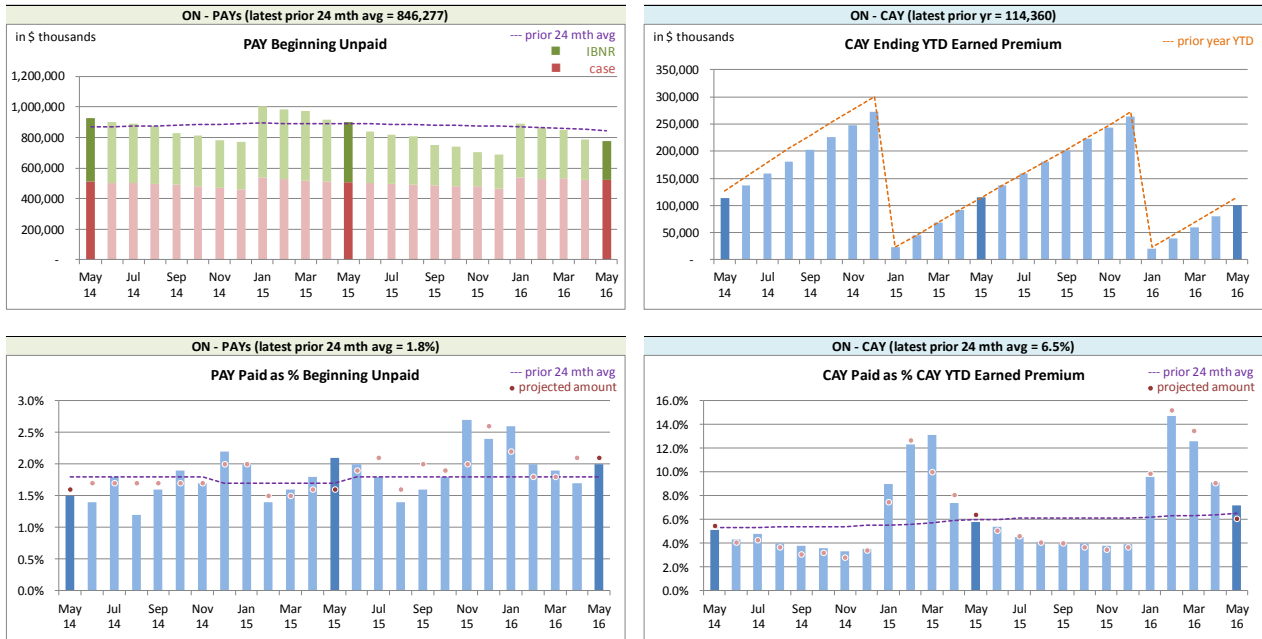 ON - PAYs (latest prior 24 mth avg = 846,277)
in $ thousands
PAY Beginning Unpaid
--- prior 24 mth avg
IBNR
case
1,200,000
1,000,000
800,000
600,000
400,000
200,000
-
May Jul Sep Nov Jan Mar May Jul Sep Nov Jan Mar May
14 14 14 14 15 15 15 15 15 15 16 16 16
ON - CAY (latest prior yr = 114,360)
in $ thousands
CAY Ending YTD Earned Premium
--- prior year YTD
350,000
300,000
250,000
200,000
150,000
100,000
50,000
-
May Jul Sep Nov Jan Mar May Jul Sep Nov Jan Mar May
14 14 14 14 15 15 15 15 15 15 16 16 16
ON - PAYs (latest prior 24 mth avg = 1.8%)
PAY Paid as % Beginning Unpaid
--- prior 24 mth avg
projected amount
3.0%
2.5%
2.0%
1.5%
1.0%
0.5%
0.0%
May Jul Sep Nov Jan Mar May Jul Sep Nov Jan Mar May
14 14 14 14 15 15 15 15 15 15 16 16 16
ON - CAY (latest prior 24 mth avg = 6.5%)
CAY Paid as % CAY YTD Earned Premium
--- prior 24 mth avg
projected amount
16.0%
14.0%
12.0%
10.0%
8.0%
6.0%
4.0%
2.0%
0.0%
May Jul Sep Nov Jan Mar May Jul Sep Nov Jan Mar May
14 14 14 14 15 15 15 15 15 15 16 16 16